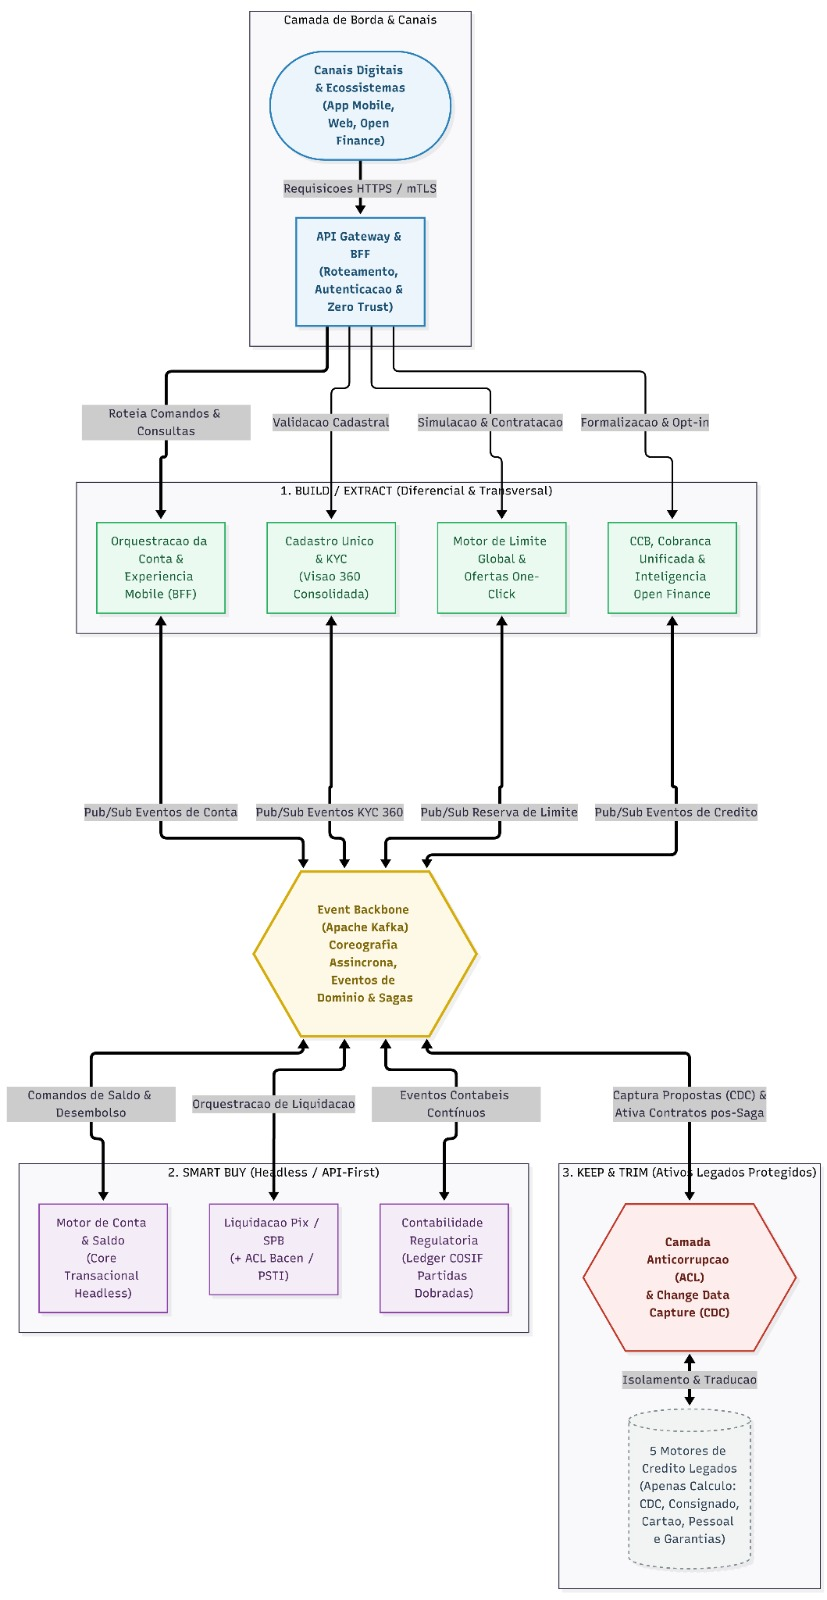 Camada de Borda & Canais
Canais Digitais
& Ecossistemas
(App Mobile,
Web, Open
Finance)
Requisicoes HTTPS / mTLS
API Gateway &
BFF
(Roteamento,
Autenticacao &
Zero Trust)
Roteia Comandos &
Consultas
Validacao Cadastral
Simulacao & Contratacao
Formalizacao & Opt-in
1. BUILD / EXTRACT (Diferencial & Transversal)
Orquestracao da
Conta &
Experiencia
Mobile (BFF)
Cadastro Unico
& KYC
(Visao 360
Consolidada)
Motor de Limite
Global &
Ofertas One-
Click
CCB, Cobranca
Unificada &
Inteligencia
Open Finance
Pub/Sub Eventos de Conta
Pub/Sub Eventos KYC 360
Pub/Sub Reserva de Limite
Pub/Sub Eventos de Credito
Event Backbone
(Apache Kafka)
Coreografia
Assincrona,
Eventos de
Dominio & Sagas
Comandos de Saldo &
Desembolso
Orquestracao de Liquidacao
Eventos Contabeis
Contínuos
Captura Propostas (CDC) &
Ativa Contratos pos-Saga
2. SMART BUY (Headless / API-First)
Motor de Conta
& Saldo
(Core
Transacional
Headless)
Liquidacao Pix /
SPB
(+ ACL Bacen /
PSTI)
Contabilidade
Regulatoria
(Ledger COSIF
Partidas
Dobradas)
3. KEEP & TRIM (Ativos Legados Protegidos)
Camada
Anticorrupcao
(ACL)
& Change Data
Capture (CDC)
Isolamento & Traducao
5 Motores de
Credito Legados
(Apenas Calculo:
CDC, Consignado,
Cartao, Pessoal
e Garantias)